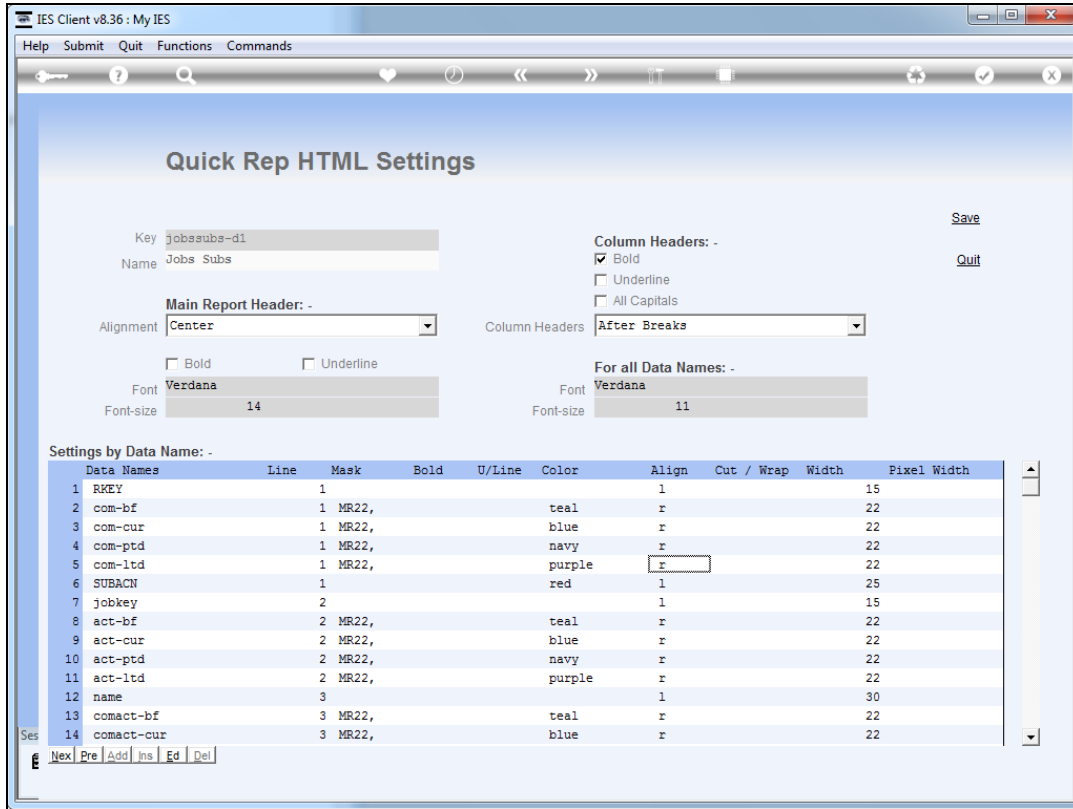 IES Client v8.36 : My IES
Help Submit Quit Functions Commands
Quick Rep HTML Settings
Save
Key jobssubs-d1
Column Headers: -
Name Jobs Subs
Bold
Quit
Underline
Main Report Header: -
All Capitals
Alignment Center
Column Headers After Breaks
Bold Underline
For all Data Names: -
Font Verdana
Font Verdana
Font-size 14
Font-size 11
Settings by Data Name: -
Data Names Line Mask Bold U/Line Color Align Cut / Wrap Width Pixel Width
1 RKEY 1 l 15
2 com-bf 1 MR22, teal r 22
3 com-cur 1 MR22, blue r 22
4 com-ptd 1 MR22, navy r 22
5 com-ltd 1 MR22, purple r 22
6 SUBACN 1 red l 25
7 jobkey 2 l 15
8 act-bf 2 MR22, teal r 22
9 act-cur 2 MR22, blue r 22
10 act-ptd 2 MR22, navy r 22
11 act-ltd 2 MR22, purple r 22
12 name 3 l 30
13 comact-bf 3 MR22, teal r 22
14 comact-cur 3 MR22, blue r 22
Ses
Nex Pre Add Ins Ed Del